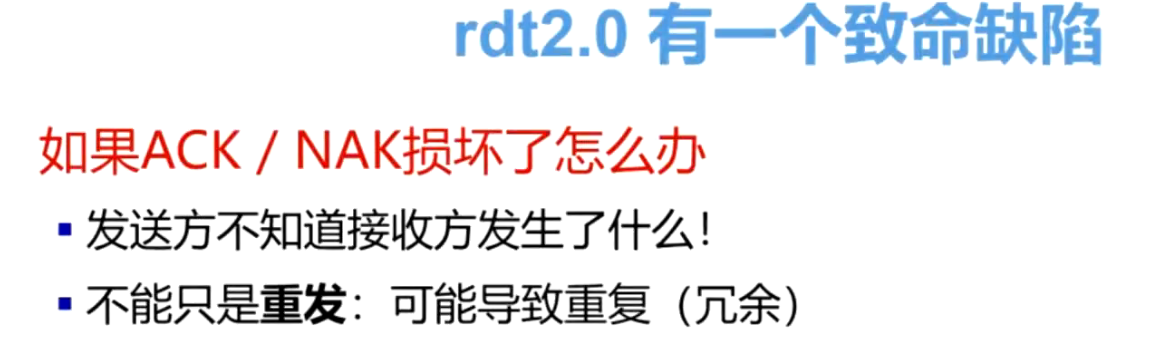 rdt2.0 有一个致命缺陷
如果ACK / NAK损坏了怎么办
▪ 发送方不知道接收方发生了什么！
▪ 不能只是重发：可能导致重复（冗余）